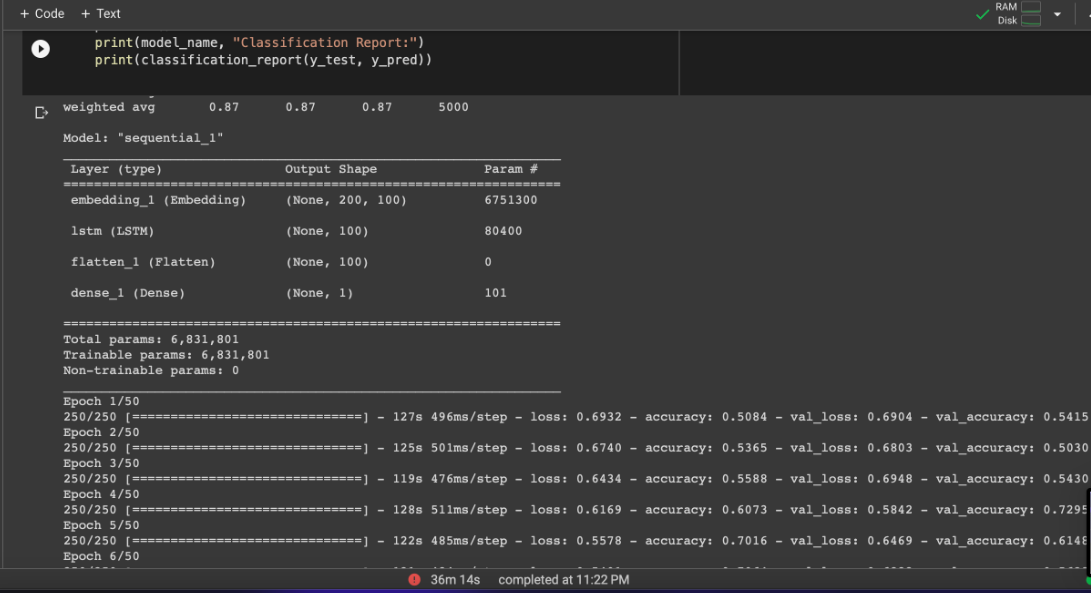 + Code + Text
RAM
Disk
print(model_name, "Classification Report:")
print(classification_report(y_test, y_pred))
weighted avg 0.87 0.87 0.87 5000
Model: "sequential_1"
Layer (type) Output Shape Param #
=================================================================
embedding_1 (Embedding) (None, 200, 100) 6751300
lstm (LSTM) (None, 100) 80400
flatten_1 (Flatten) (None, 100) 0
dense_1 (Dense) (None, 1) 101
=================================================================
Total params: 6,831,801
Trainable params: 6,831,801
Non-trainable params: 0
Epoch 1/50
250/250 [==============================] - 127s 496ms/step - loss: 0.6932 - accuracy: 0.5084 - val_loss: 0.6904 - val_accuracy: 0.5415
Epoch 2/50
250/250 [==============================] - 125s 501ms/step - loss: 0.6740 - accuracy: 0.5365 - val_loss: 0.6803 - val_accuracy: 0.5030
Epoch 3/50
250/250 [==============================] - 119s 476ms/step - loss: 0.6434 - accuracy: 0.5588 - val_loss: 0.6948 - val_accuracy: 0.5430
Epoch 4/50
250/250 [==============================] - 128s 511ms/step - loss: 0.6169 - accuracy: 0.6073 - val_loss: 0.5842 - val_accuracy: 0.7295
Epoch 5/50
250/250 [==============================] - 122s 485ms/step - loss: 0.5578 - accuracy: 0.7016 - val_loss: 0.6469 - val_accuracy: 0.6148
Epoch 6/50
36m 14s completed at 11:22 PM